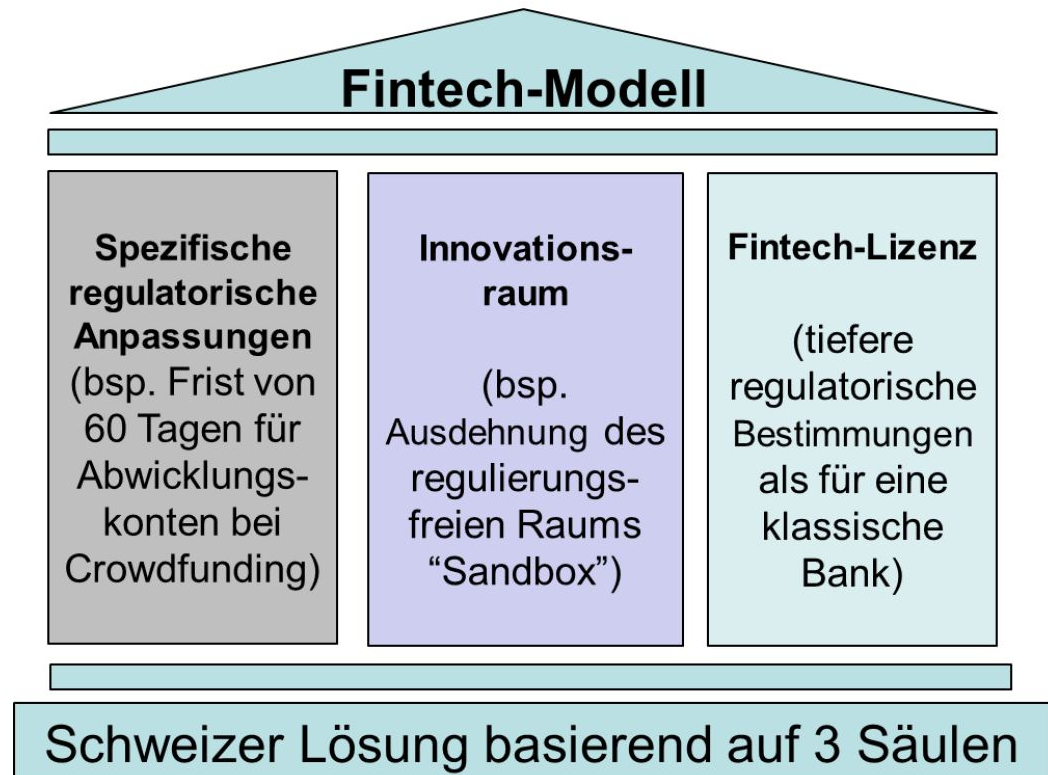 Fintech-Modell
Spezifische
regulatorische
Anpassungen
(bsp. Frist von
60 Tagen für
Abwicklungs-
konten bei
Crowdfunding)
Innovations-
raum
(bsp.
Ausdehnung des
regulierungs-
freien Raums
“Sandbox”)
Fintech-Lizenz
(tiefere
regulatorische
Bestimmungen
als für eine
klassische
Bank)
Schweizer Lösung basierend auf 3 Säulen